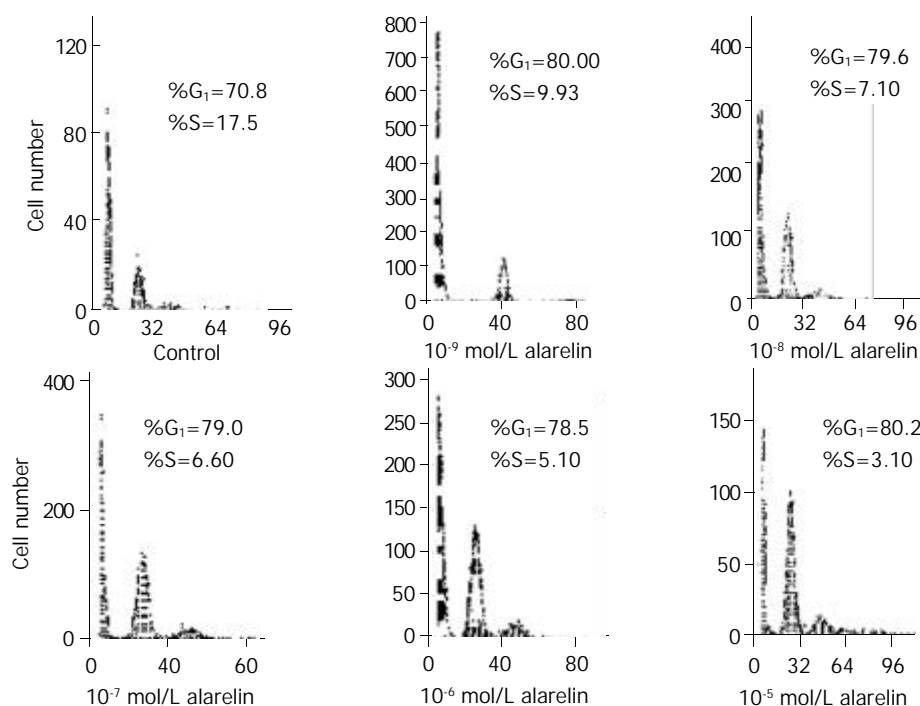 Cell number
120
80
40
0
%G₁=70.8
%S=17.5
0 32 64 96
Control
800
700
600
500
400
300
200
100
0
%G₁=80.00
%S=9.93
0 40 80
10⁻⁹ mol/L alarelin
400
300
200
100
0
%G₁=79.6
%S=7.10
0 32 64 96
10⁻⁸ mol/L alarelin
Cell number
400
200
0
%G₁=79.0
%S=6.60
0 40 60
10⁻⁷ mol/L alarelin
300
250
200
150
100
50
0
%G₁=78.5
%S=5.10
0 40 80
10⁻⁶ mol/L alarelin
150
100
50
0
%G₁=80.2
%S=3.10
0 32 64 96
10⁻⁵ mol/L alarelin